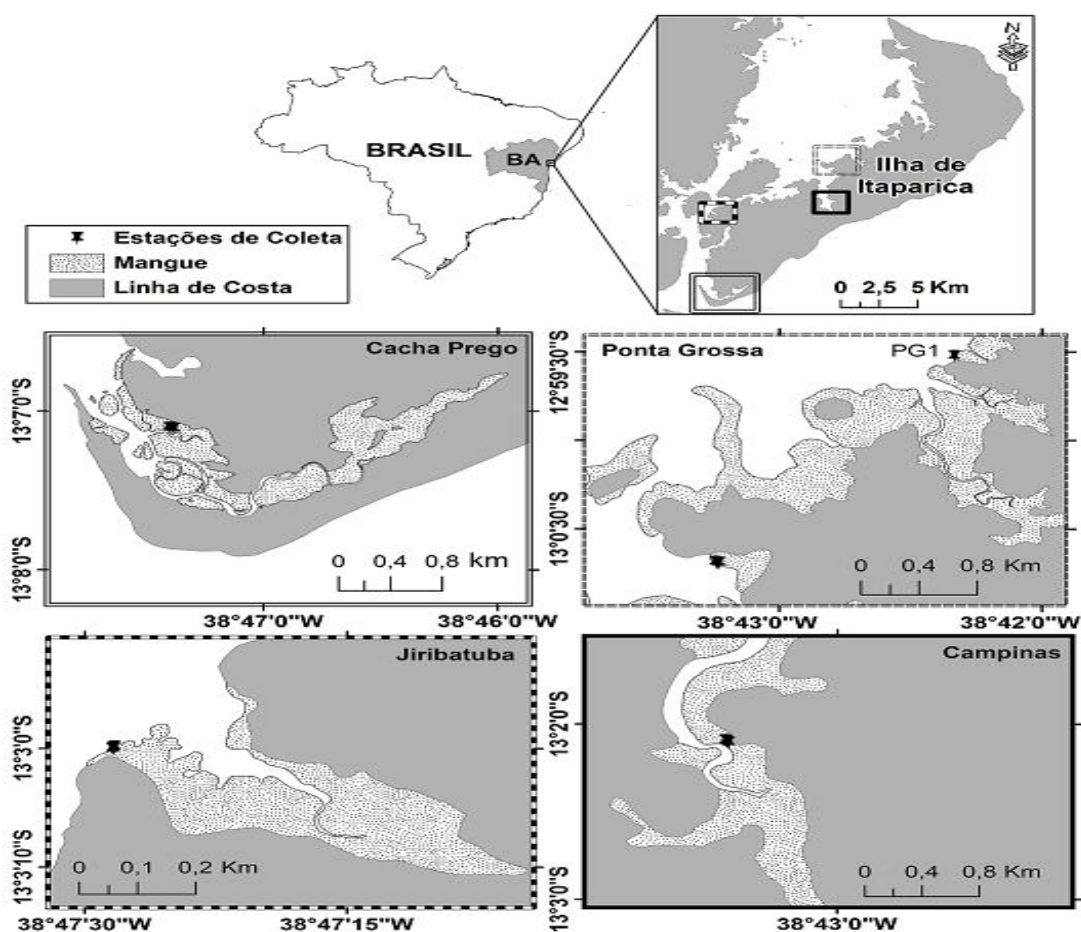 N
BRASIL
BA
Ilha de
Itaparica
0 2,5 5 Km
Estações de Coleta
Mangue
Linha de Costa
Cacha Prego
13°7'0"S
13°8'0"S
0 0,4 0,8 km
38°47'0"W
38°46'0"W
Ponta Grossa
PG1
12°59'30"S
13°0'30"S
0 0,4 0,8 Km
38°43'0"W
38°42'0"W
Jiribatuba
13°3'0"S
13°3'10"S
0 0,1 0,2 Km
38°47'30"W
38°47'15"W
Campinas
13°2'0"S
13°3'0"S
0 0,4 0,8 Km
38°43'0"W